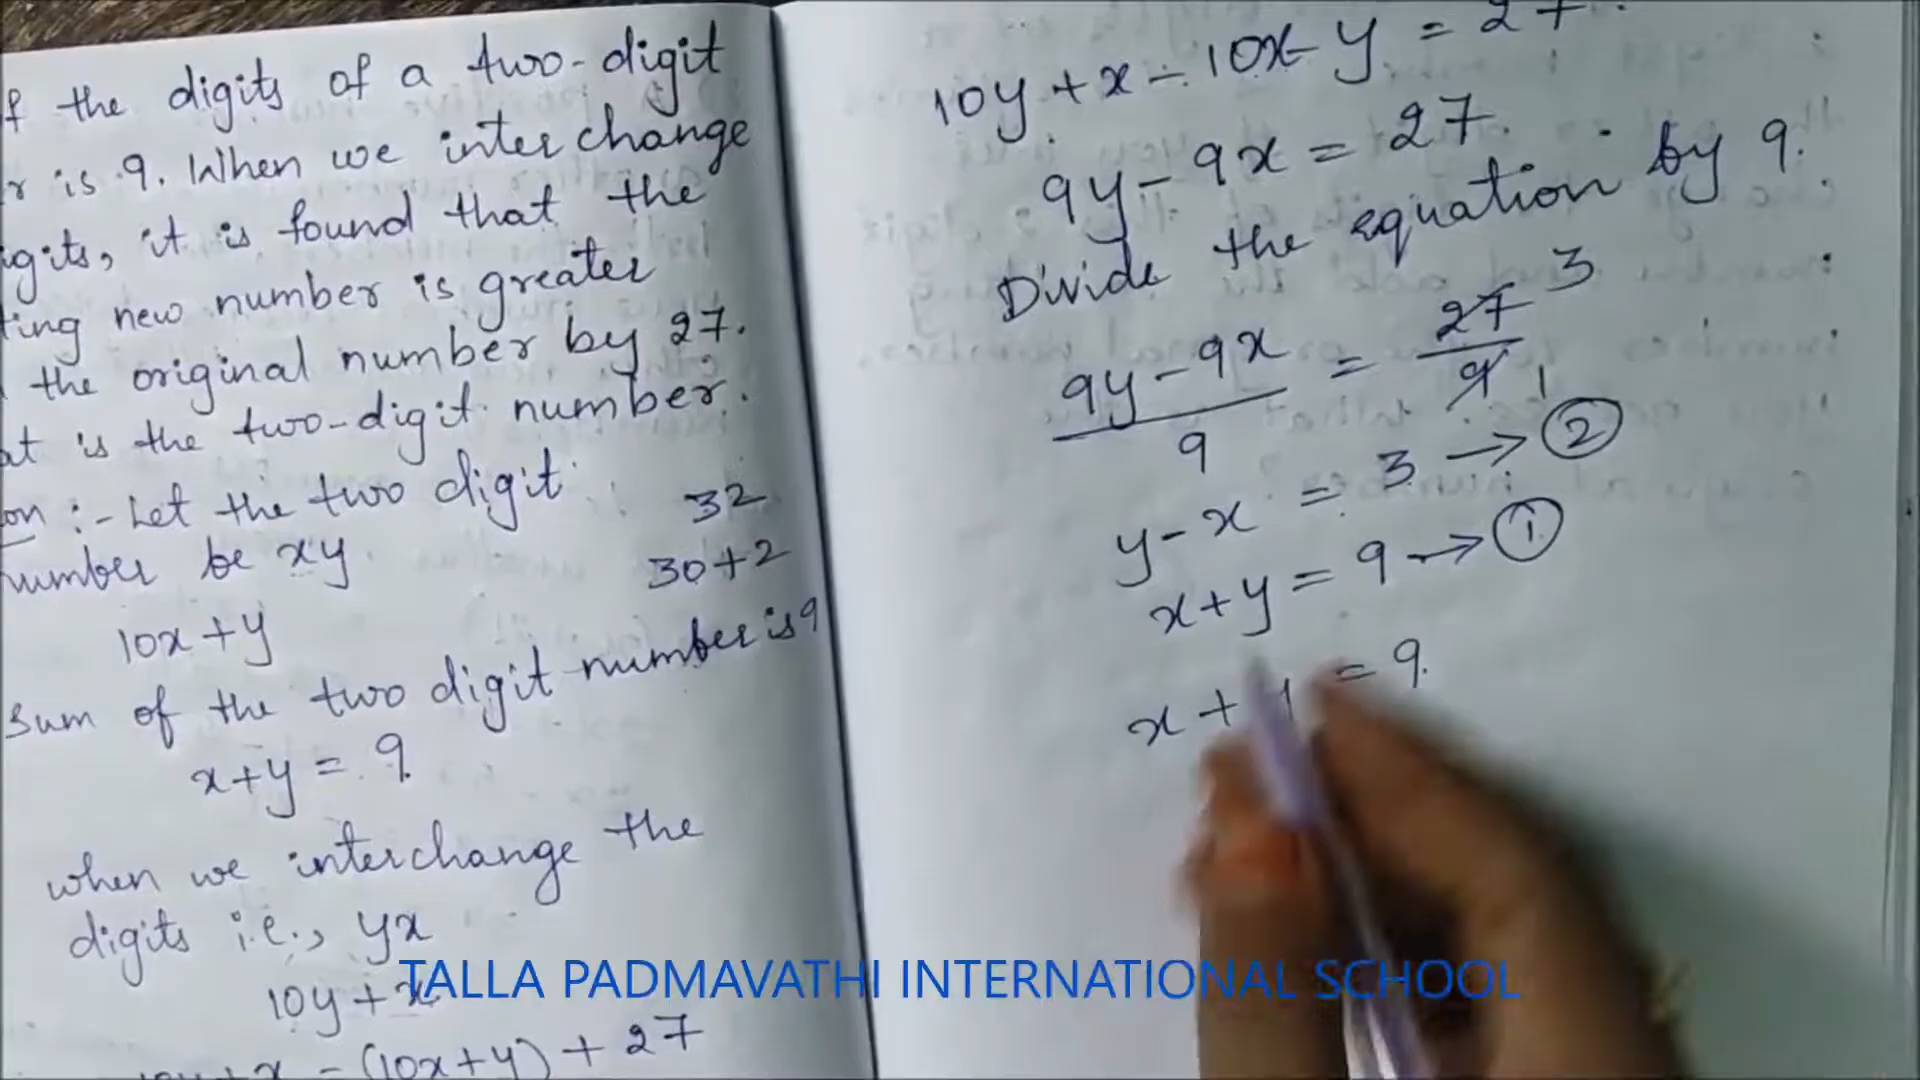 f the digits of a two-digit
r is 9. When we interchange
igits, it is found that the
ting new number is greater
the original number by 27.
at is the two-digit number.
on :- Let the two digit
number be xy
32
30+2
10x+y
Sum of the two digit number is 9
x+y = 9.
when we interchange the
digits i.e., yx
10y+x
10y+x = (10x+y) + 27
10y+x-10x-y = 27.
9y-9x = 27.
Divide the equation by 9.
9y-9x/9 = 27/9 3 1
y-x = 3 → ②
x+y = 9 → ①
x+y = 9.
TALLA PADMAVATHI INTERNATIONAL SCHOOL